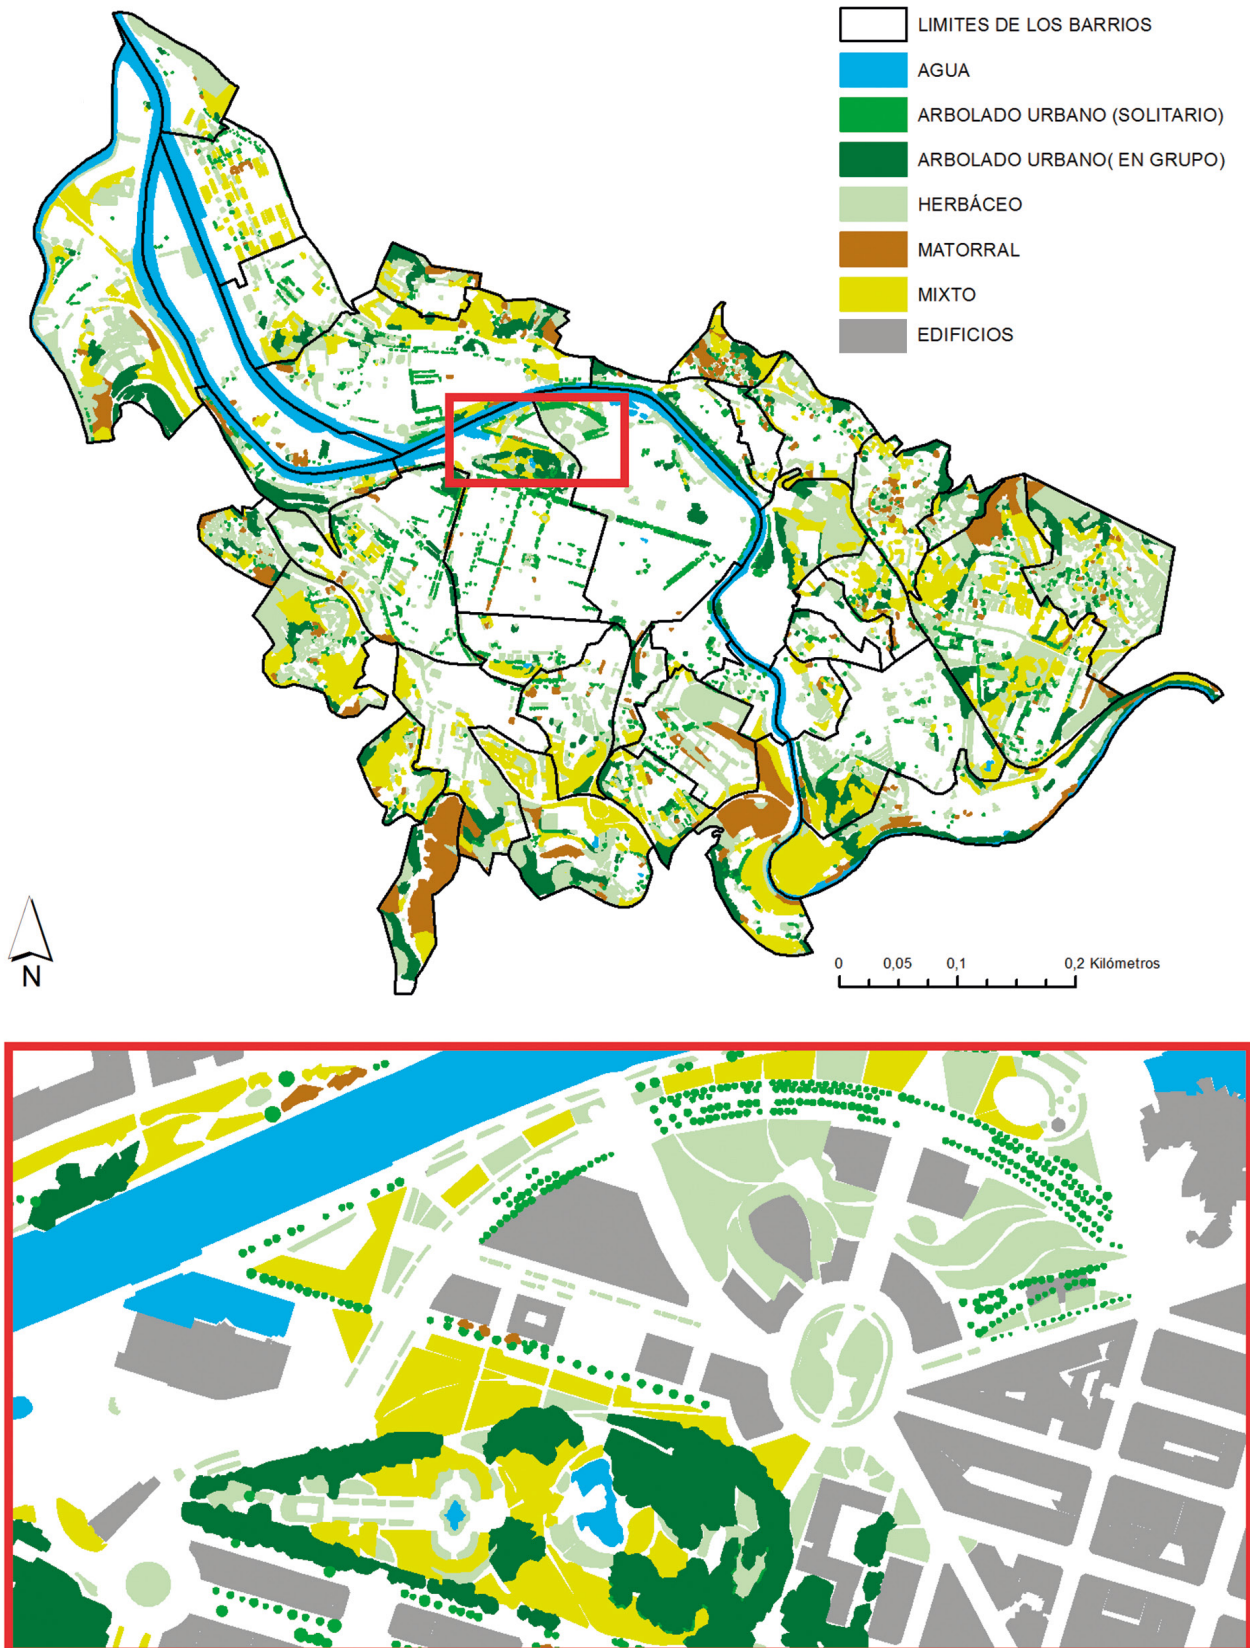 LIMITES DE LOS BARRIOS
AGUA
ARBOLADO URBANO (SOLITARIO)
ARBOLADO URBANO( EN GRUPO)
HERBÁCEO
MATORRAL
MIXTO
EDIFICIOS
N
0 0,05 0,1 0,2 Kilómetros